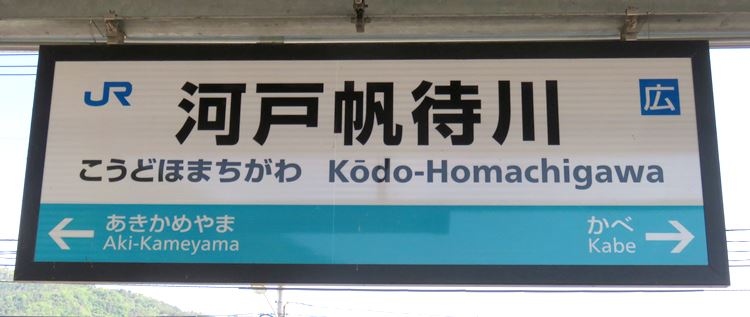 JR 河戸帆待川 広
こうどほまちがわ Kōdo-Homachigawa
← あきかめやま かべ →
Aki-Kameyama Kabe